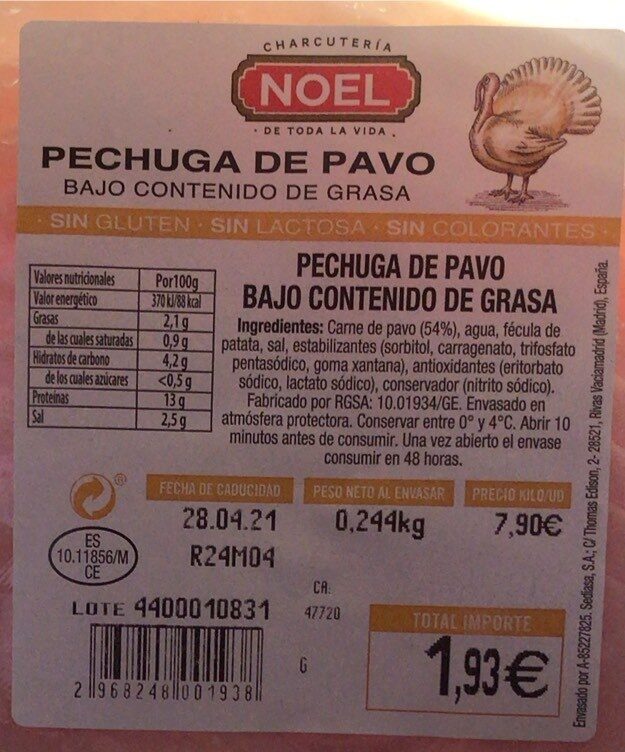 CHARCUTERÍA
NOEL
· DE TODA LA VIDA ·
PECHUGA DE PAVO
BAJO CONTENIDO DE GRASA
· SIN GLUTEN · SIN LACTOSA · SIN COLORANTES ·
Valores nutricionales Por100g
Valor energético 370 kJ/88 kcal
Grasas 2,1 g
de las cuales saturadas 0,9 g
Hidratos de carbono 4,2 g
de los cuales azúcares <0,5 g
Proteínas 13 g
Sal 2,5 g
PECHUGA DE PAVO
BAJO CONTENIDO DE GRASA
Ingredientes: Carne de pavo (54%), agua, fécula de
patata, sal, estabilizantes (sorbitol, carragenato, trifosfato
pentasódico, goma xantana), antioxidantes (eritorbato
sódico, lactato sódico), conservador (nitrito sódico).
Fabricado por RGSA: 10.01934/GE. Envasado en
atmósfera protectora. Conservar entre 0° y 4°C. Abrir 10
minutos antes de consumir. Una vez abierto el envase
consumir en 48 horas.
Envasado por A-85227825. Sediasa, S.A.; C/ Thomas Edison, 2- 28521, Rivas Vaciamadrid (Madrid), España.
®
ES
10.11856/M
CE
FECHA DE CADUCIDAD
28.04.21
R24M04
PESO NETO AL ENVASAR
0,244kg
PRECIO KILO/UD
7,90€
LOTE 4400010831
CA:
47720
G
TOTAL IMPORTE
1,93€
2 968248 001938